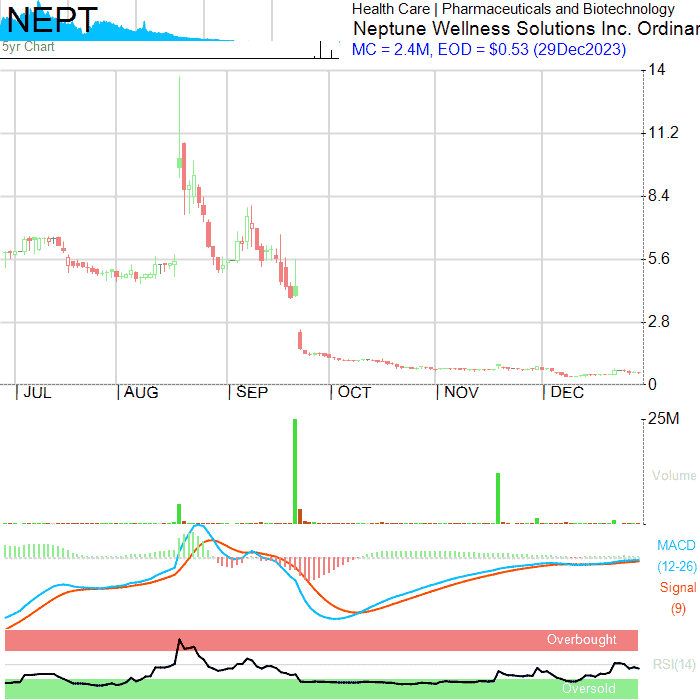 NEPT
5yr Chart
Health Care | Pharmaceuticals and Biotechnology
Neptune Wellness Solutions Inc. Ordinar
MC = 2.4M, EOD = $0.53 (29Dec2023)
14
11.2
8.4
5.6
2.8
0
JUL AUG SEP OCT NOV DEC
25M
Volume
MACD
(12-26)
Signal
(9)
Overbought
RSI(14)
Oversold